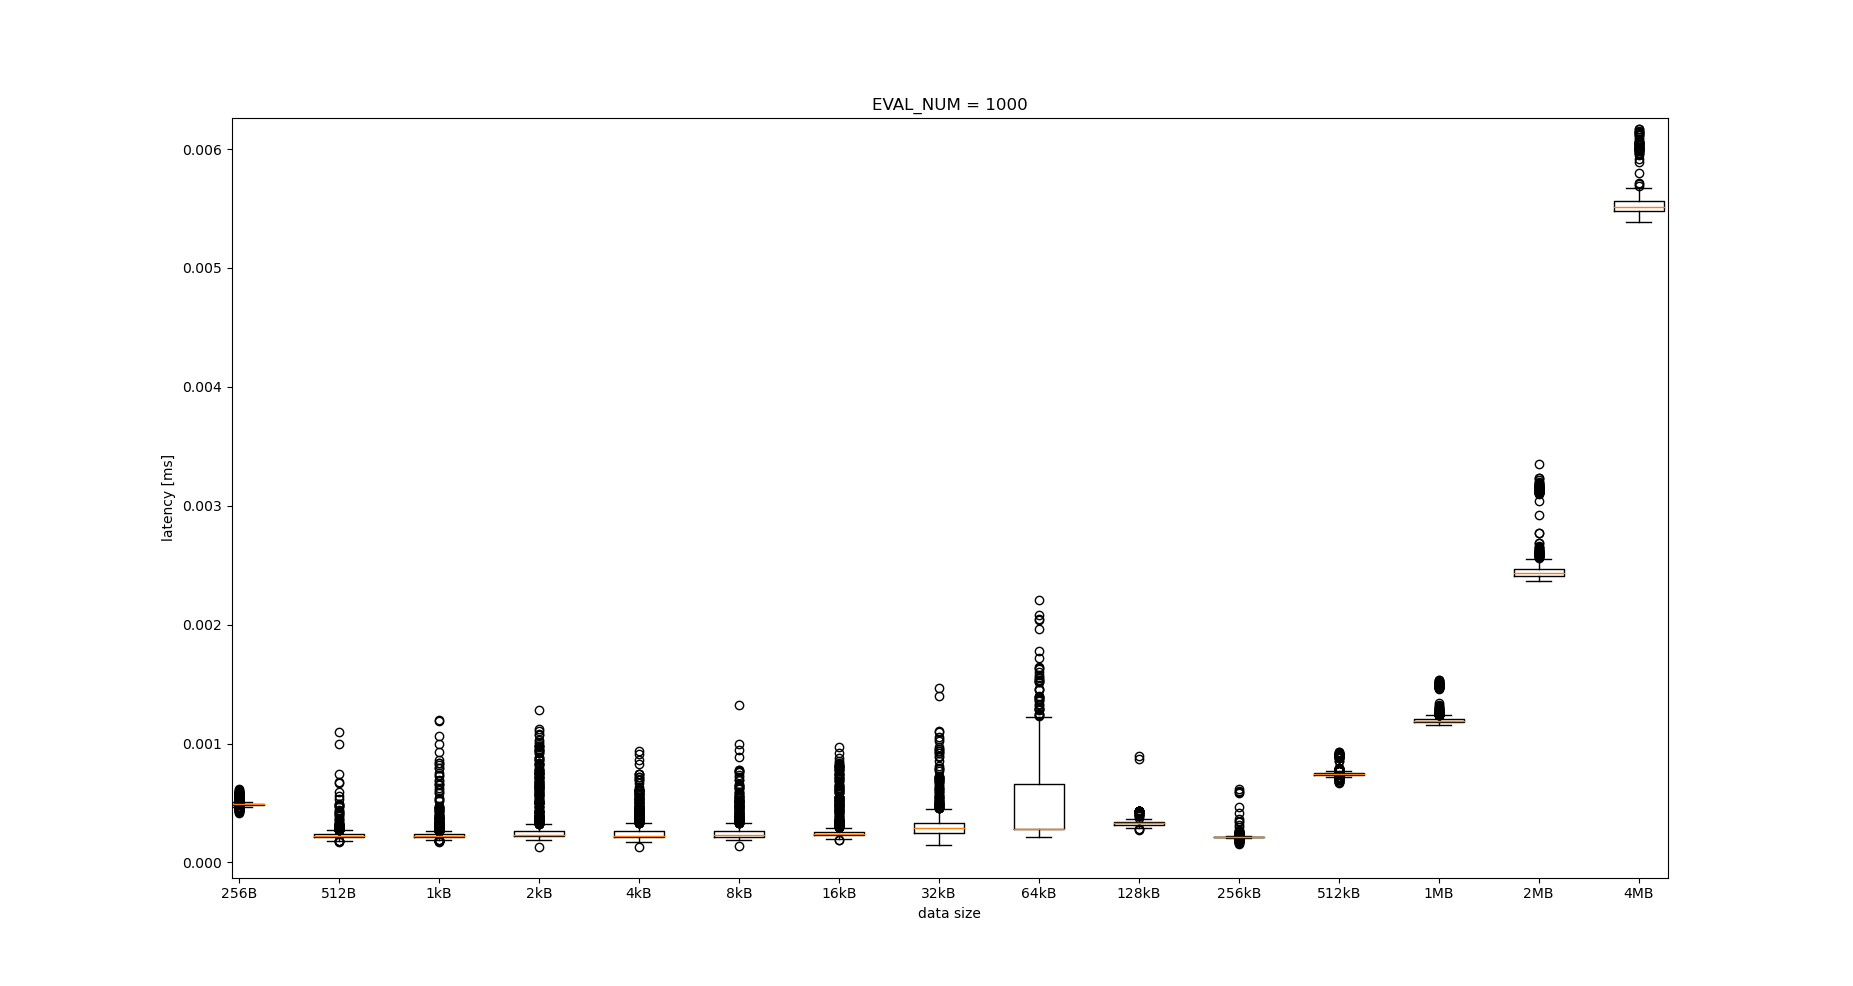 EVAL_NUM = 1000
0.006
0.005
0.004
0.003
0.002
0.001
0.000
latency [ms]
256B 512B 1kB 2kB 4kB 8kB 16kB 32kB 64kB 128kB 256kB 512kB 1MB 2MB 4MB
data size